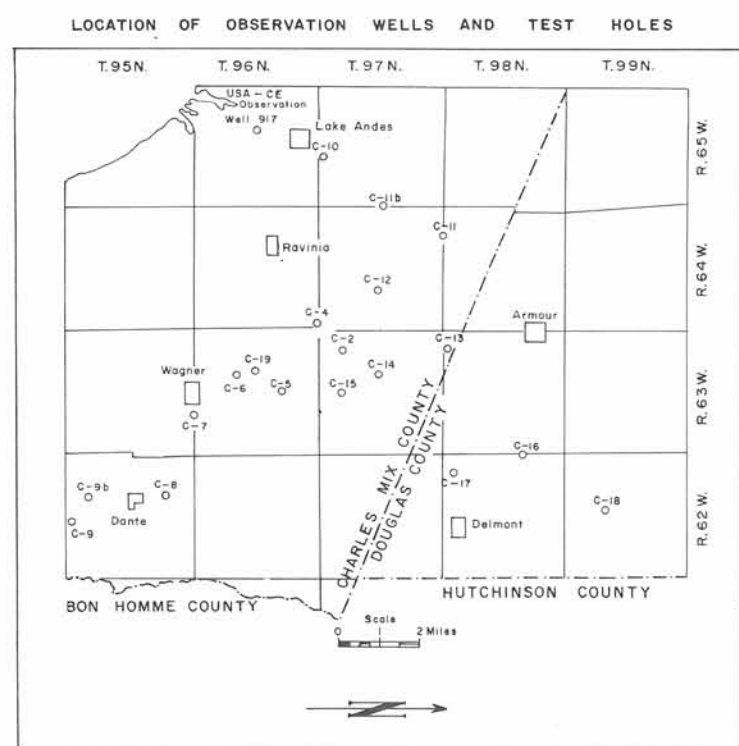 LOCATION OF OBSERVATION WELLS AND TEST HOLES
T.95N. T.96N. T.97N. T.98N. T.99N.
USA-CE
Observation
Well 917
Lake Andes
C-10
R.65W.
C-11b
C-11
Ravinia
C-12
R.64W.
C-4
Armour
C-2
C-13
Wagner
C-19
C-14
C-6
C-5
C-15
R.63W.
C-7
CHARLES MIX COUNTY
DOUGLAS COUNTY
C-16
C-9b
C-8
C-17
C-18
Dante
C-9
Delmont
R.62W.
BON HOMME COUNTY
HUTCHINSON COUNTY
Scale
0 2 Miles
N